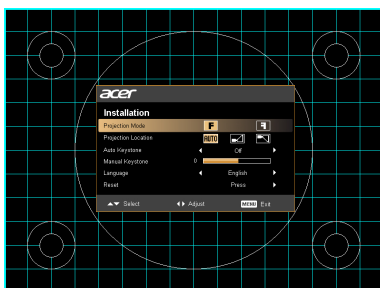 acer
Installation
Projection Mode F F
Projection Location AUTO
Auto Keystone Off
Manual Keystone 0
Language English
Reset Press
Select Adjust MENU Exit